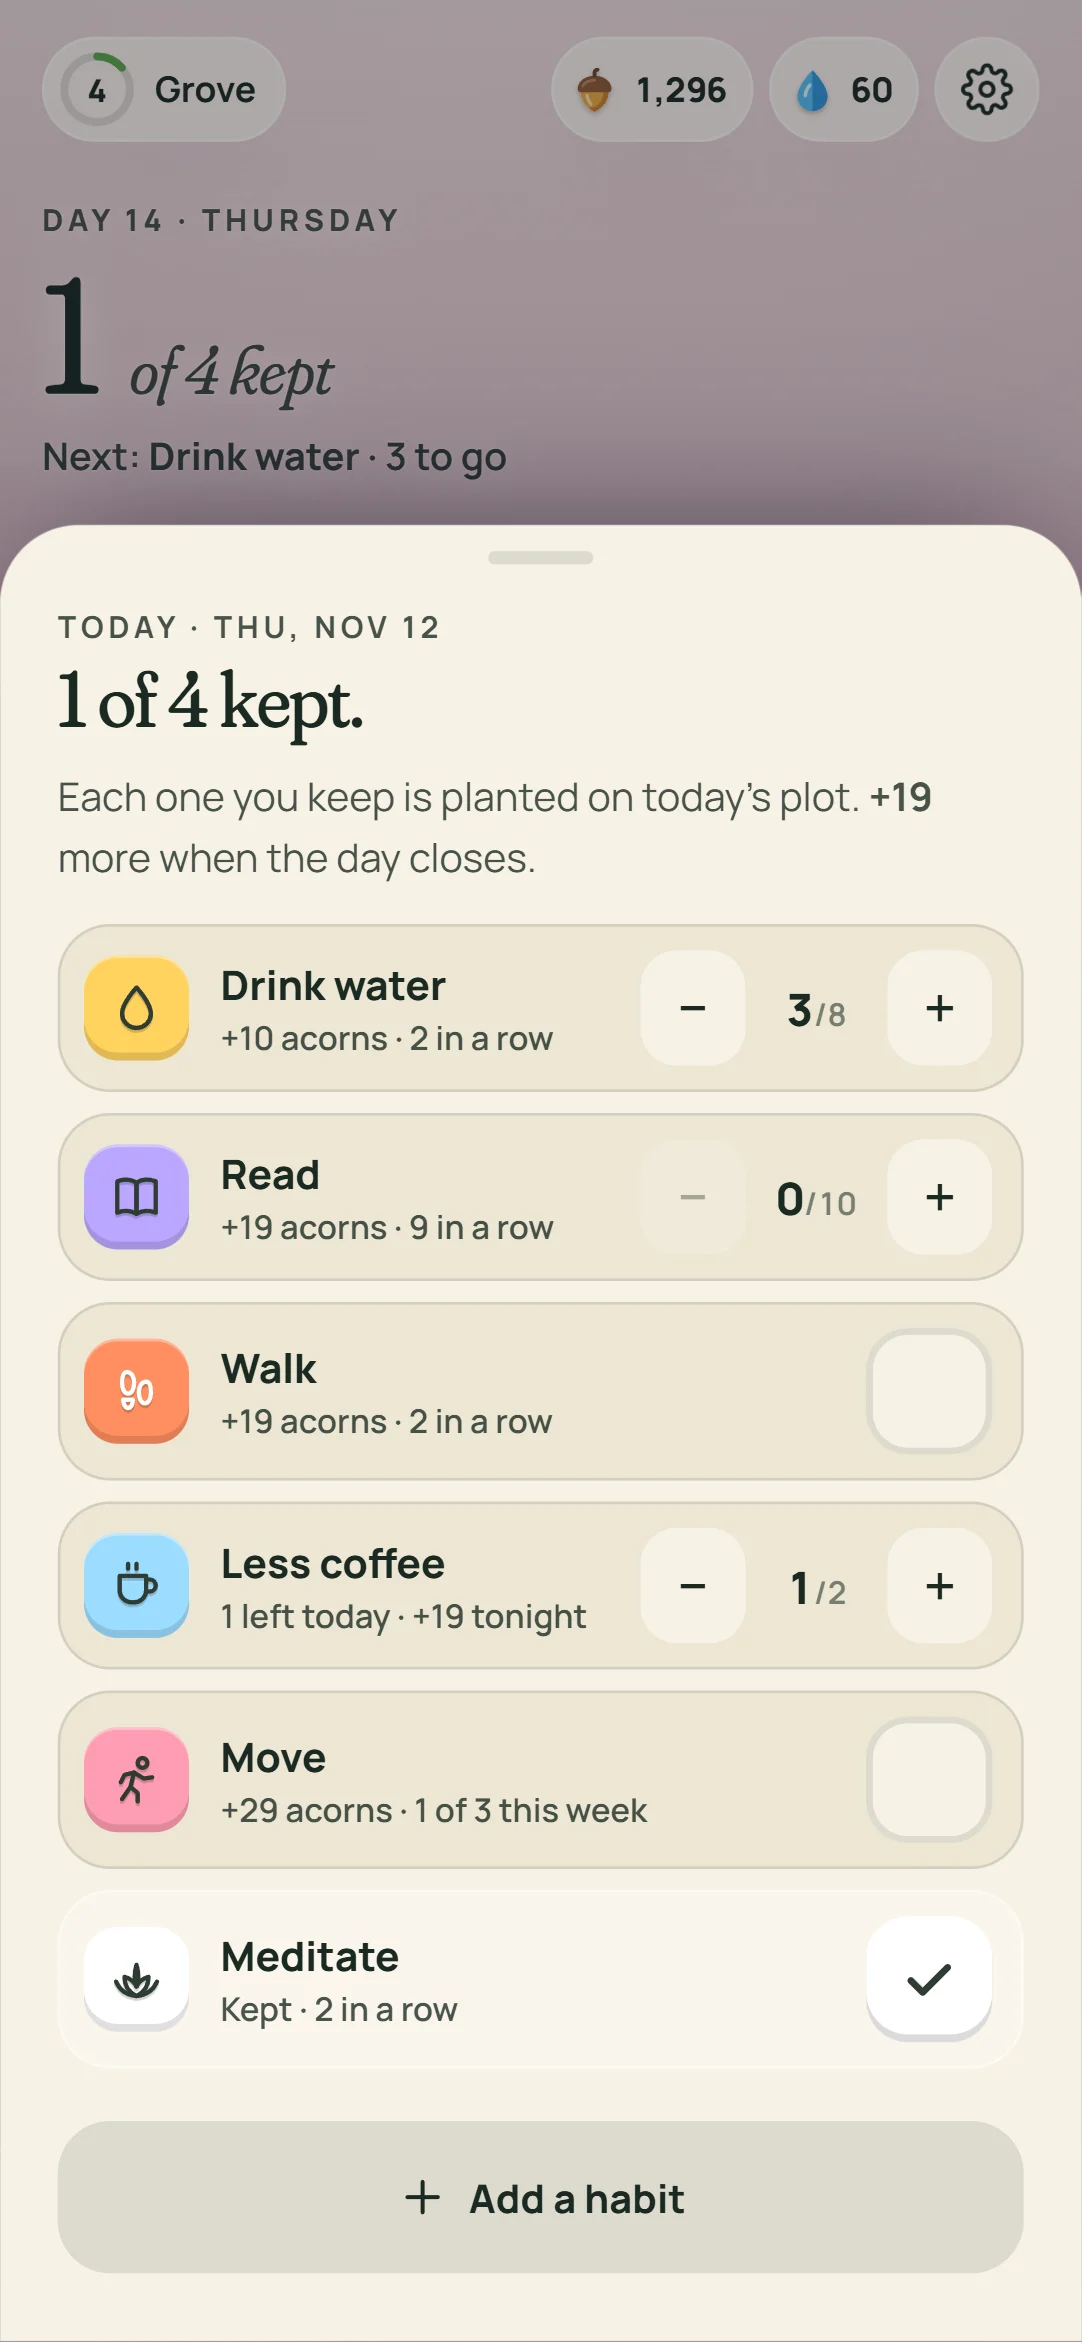 4 Grove 1,296 60
DAY 14 · THURSDAY
1 of 4 kept
Next: Drink water · 3 to go
TODAY · THU, NOV 12
1 of 4 kept.
Each one you keep is planted on today’s plot. +19
more when the day closes.
Drink water
+10 acorns · 2 in a row
− 3/8 +
Read
+19 acorns · 9 in a row
− 0/10 +
Walk
+19 acorns · 2 in a row
Less coffee
1 left today · +19 tonight
− 1/2 +
Move
+29 acorns · 1 of 3 this week
Meditate
Kept · 2 in a row
+ Add a habit